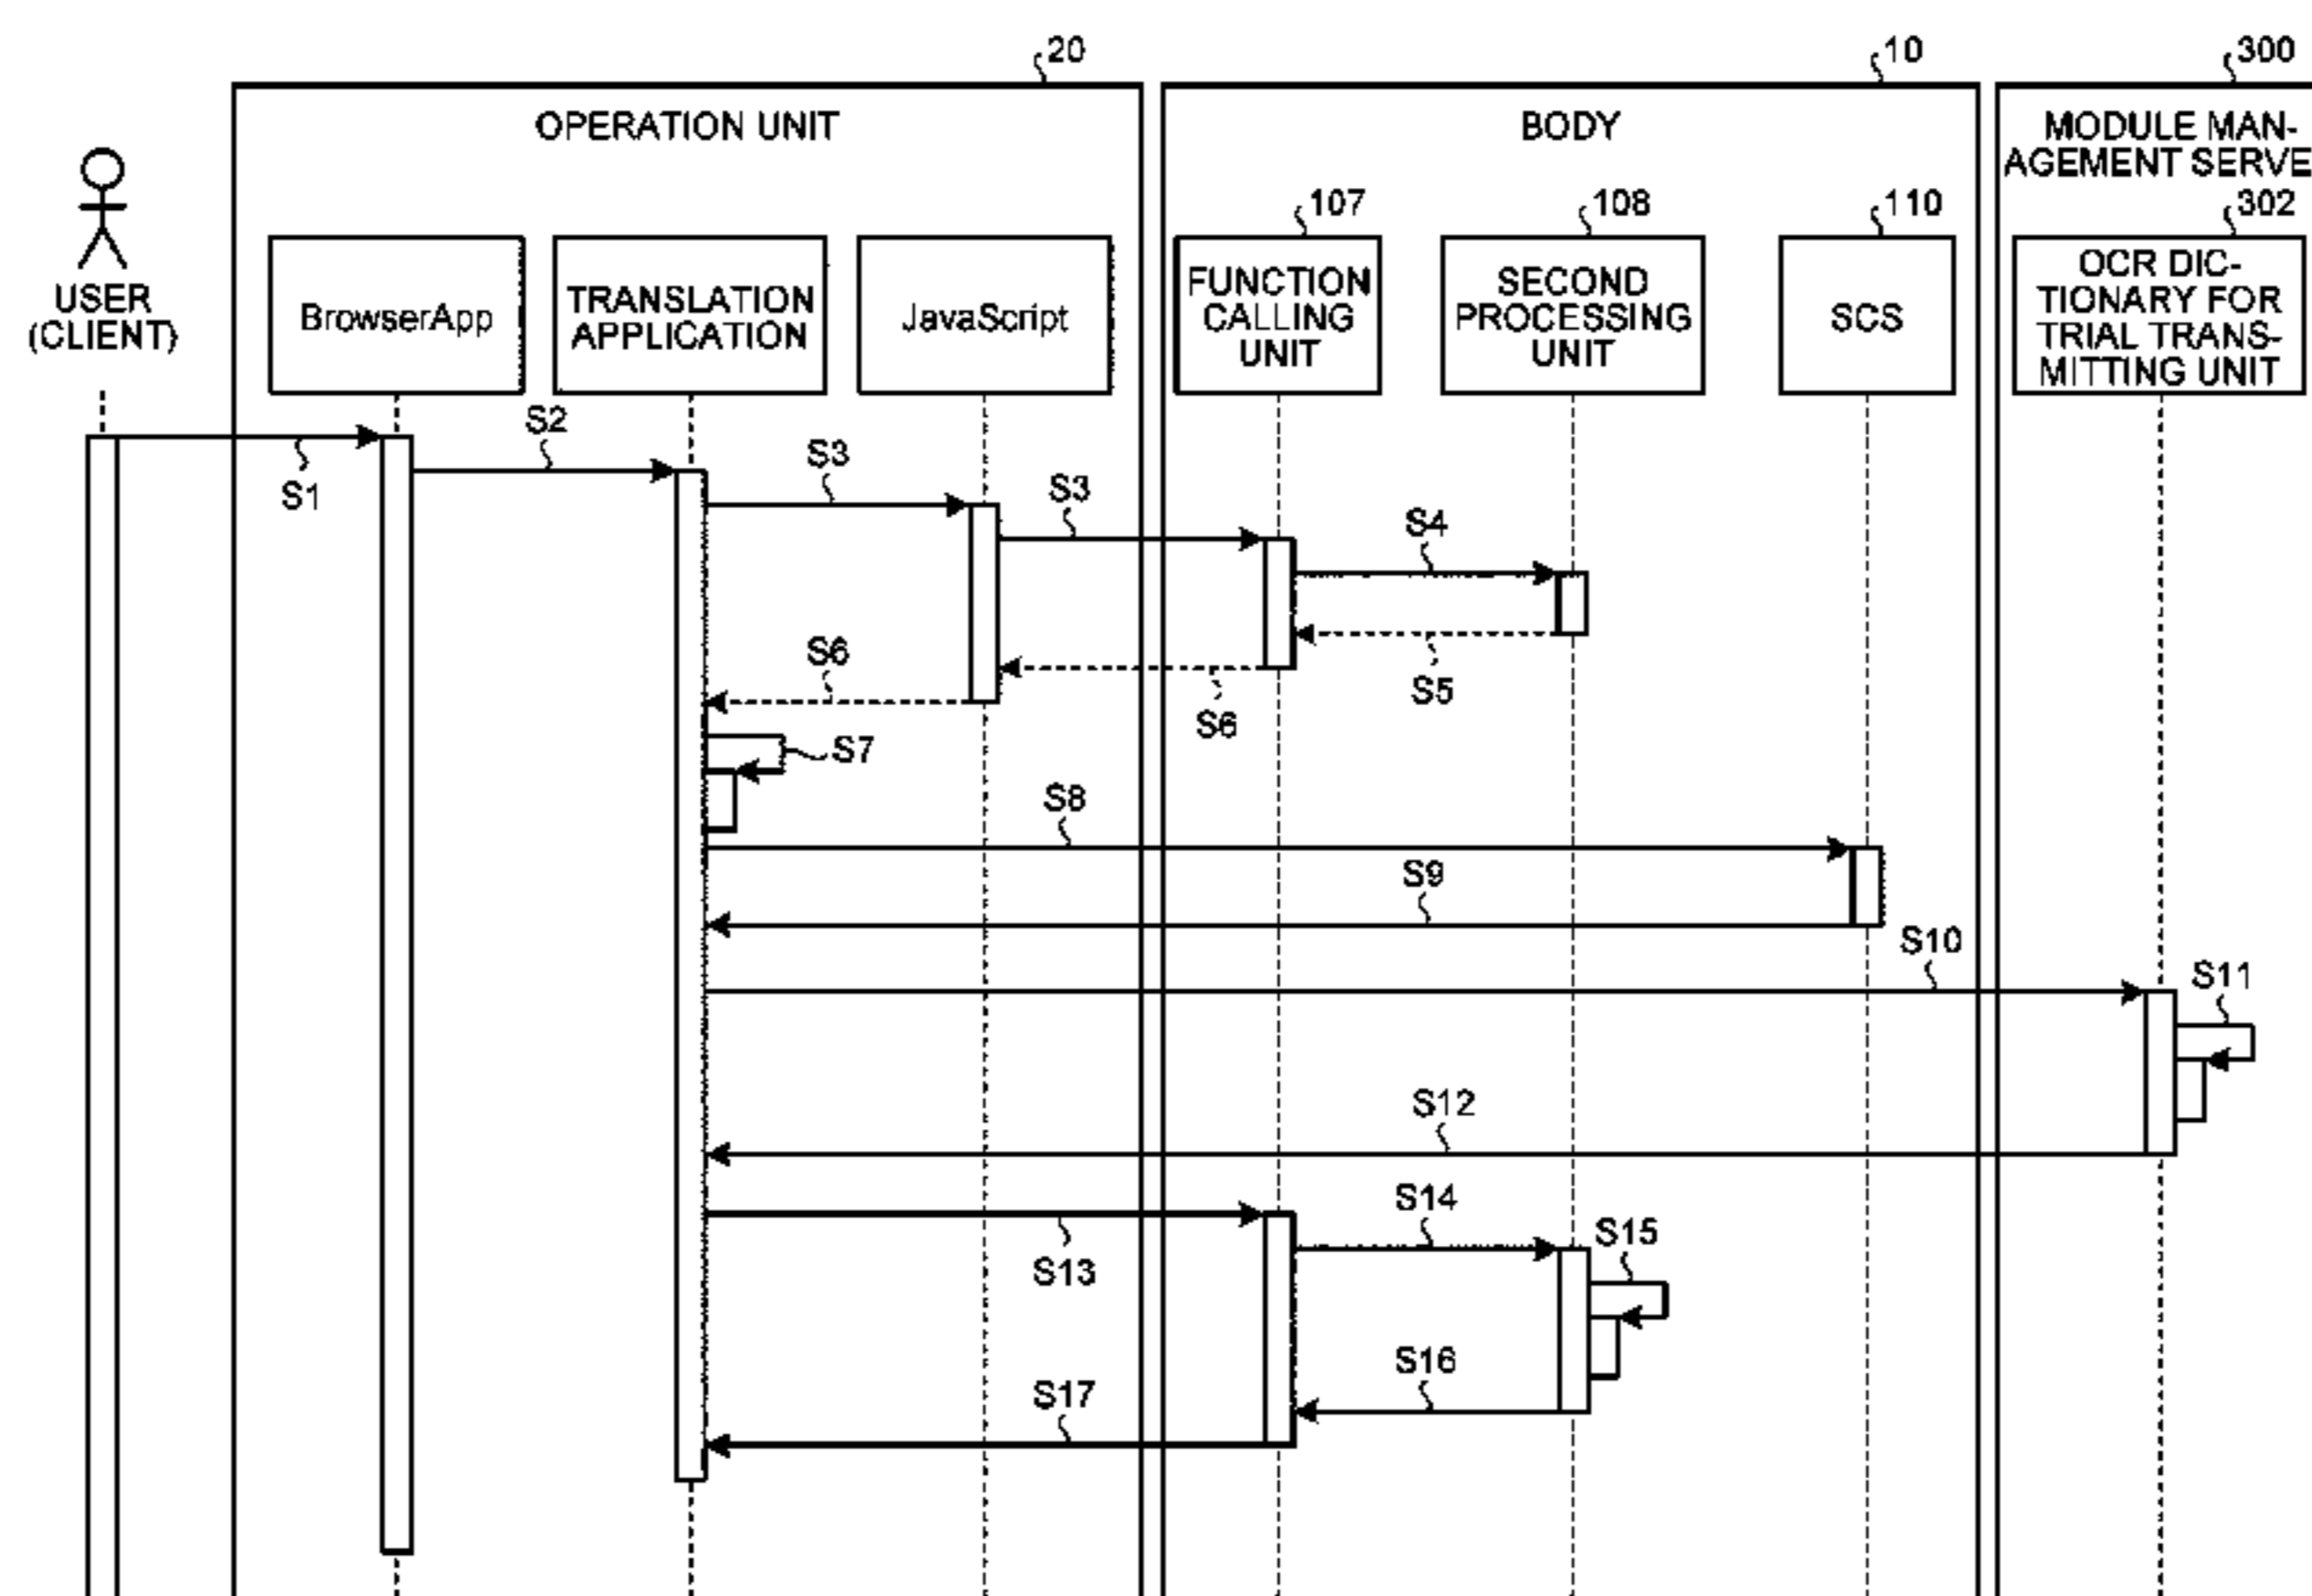 20
10
300
OPERATION UNIT
BODY
MODULE MAN-
AGEMENT SERVE
107
108
110
302
USER
(CLIENT)
BrowserApp
TRANSLATION
APPLICATION
JavaScript
FUNCTION
CALLING
UNIT
SECOND
PROCESSING
UNIT
SCS
OCR DIC-
TIONARY FOR
TRIAL TRANS-
MITTING UNIT
S1
S2
S3
S3
S4
S5
S6
S6
S7
S8
S9
S10
S11
S12
S13
S14
S15
S16
S17